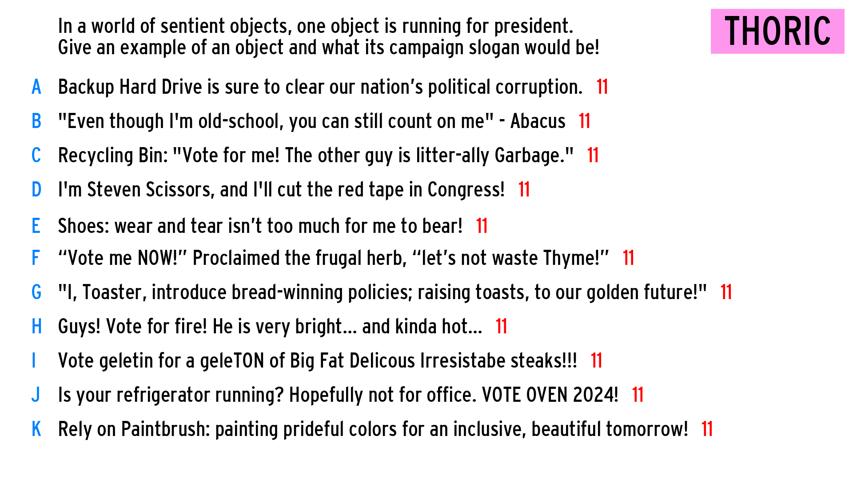 In a world of sentient objects, one object is running for president.
Give an example of an object and what its campaign slogan would be!
THORIC
A Backup Hard Drive is sure to clear our nation’s political corruption. 11
B "Even though I'm old-school, you can still count on me" - Abacus 11
C Recycling Bin: "Vote for me! The other guy is litter-ally Garbage." 11
D I'm Steven Scissors, and I'll cut the red tape in Congress! 11
E Shoes: wear and tear isn’t too much for me to bear! 11
F “Vote me NOW!” Proclaimed the frugal herb, “let’s not waste Thyme!” 11
G "I, Toaster, introduce bread-winning policies; raising toasts, to our golden future!" 11
H Guys! Vote for fire! He is very bright... and kinda hot... 11
I Vote geletin for a geleTON of Big Fat Delicous Irresistabe steaks!!! 11
J Is your refrigerator running? Hopefully not for office. VOTE OVEN 2024! 11
K Rely on Paintbrush: painting prideful colors for an inclusive, beautiful tomorrow! 11